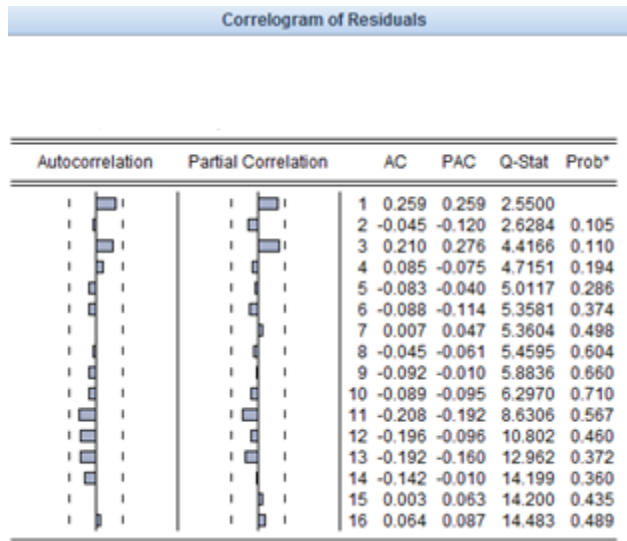 Correlogram of Residuals
Autocorrelation Partial Correlation AC PAC Q-Stat Prob*
1 0.259 0.259 2.5500
2 -0.045 -0.120 2.6284 0.105
3 0.210 0.276 4.4166 0.110
4 0.085 -0.075 4.7151 0.194
5 -0.083 -0.040 5.0117 0.286
6 -0.088 -0.114 5.3581 0.374
7 0.007 0.047 5.3604 0.498
8 -0.045 -0.061 5.4595 0.604
9 -0.092 -0.010 5.8836 0.660
10 -0.089 -0.095 6.2970 0.710
11 -0.208 -0.192 8.6306 0.567
12 -0.196 -0.096 10.802 0.460
13 -0.192 -0.160 12.962 0.372
14 -0.142 -0.010 14.199 0.360
15 0.003 0.063 14.200 0.435
16 0.064 0.087 14.483 0.489